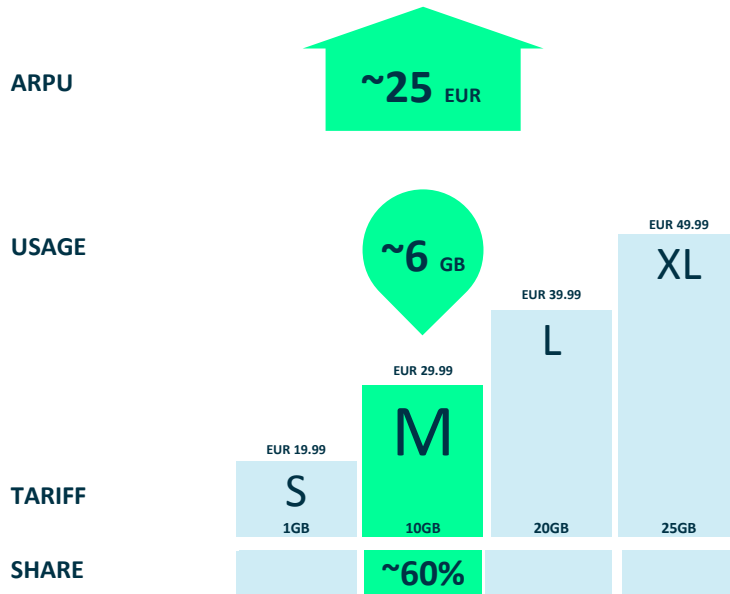 ARPU
~25 EUR
USAGE
~6 GB
EUR 49.99
XL
EUR 39.99
L
EUR 29.99
M
EUR 19.99
S
TARIFF
1GB 10GB 20GB 25GB
SHARE
~60%